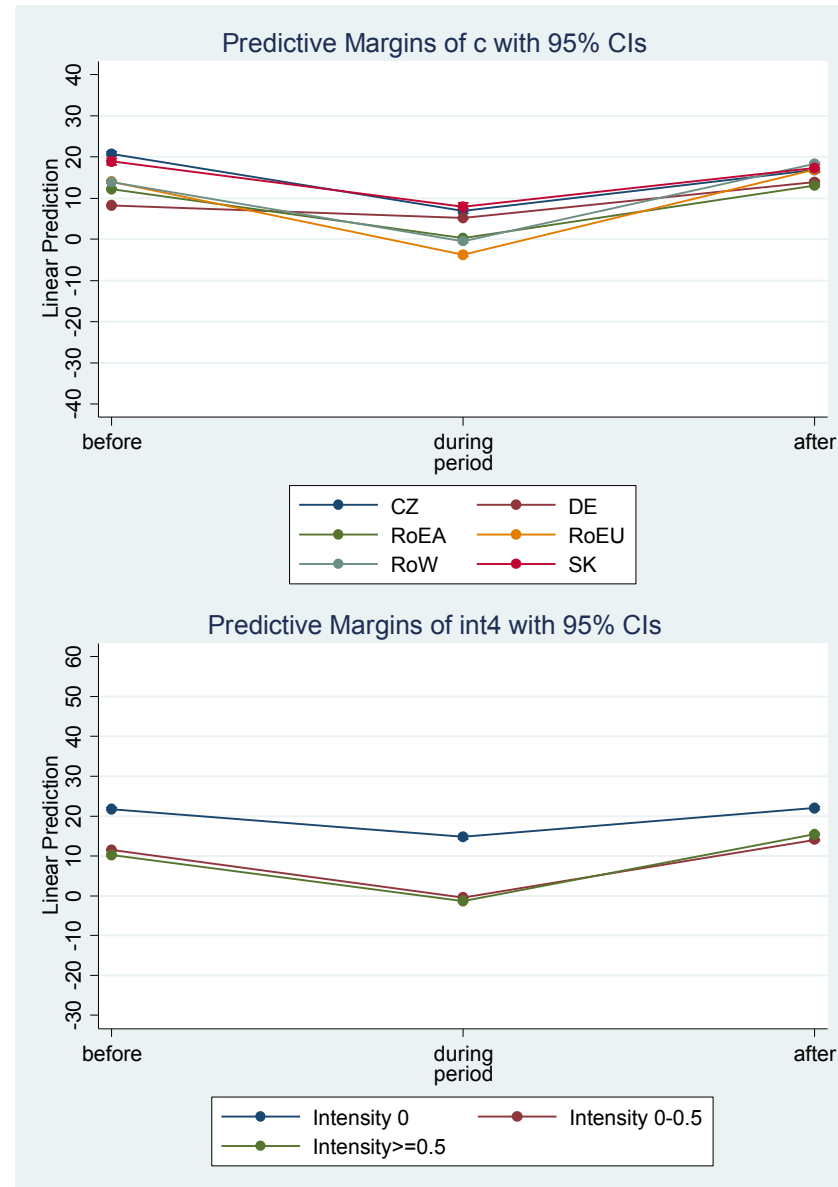 Predictive Margins of c with 95% CIs
Linear Prediction
40
30
20
10
0
-10
-20
-30
-40
before during after
period
CZ DE
RoEA RoEU
RoW SK
Predictive Margins of int4 with 95% CIs
Linear Prediction
60
50
40
30
20
10
0
-10
-20
-30
before during after
period
Intensity 0 Intensity 0-0.5
Intensity>=0.5